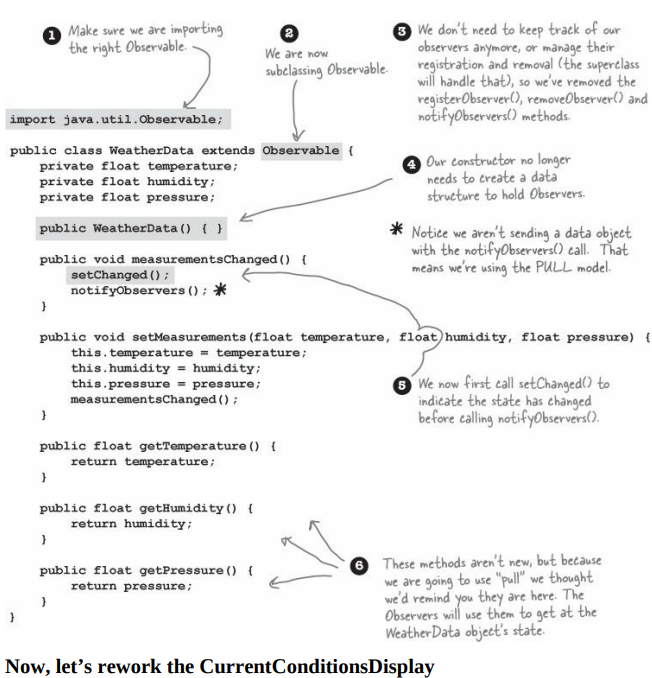 1 Make sure we are importing
the right Observable.
2
We are now
subclassing Observable.
3 We don't need to keep track of our
observers anymore, or manage their
registration and removal (the superclass
will handle that), so we've removed the
registerObserver(), removeObserver() and
notifyObservers() methods.
import java.util.Observable;
public class WeatherData extends Observable {
private float temperature;
private float humidity;
private float pressure;
4 Our constructor no longer
needs to create a data
structure to hold Observers.
public WeatherData() { }
* Notice we aren't sending a data object
with the notifyObservers() call. That
means we're using the PULL model.
public void measurementsChanged() {
setChanged();
notifyObservers(); *
}
public void setMeasurements(float temperature, float humidity, float pressure) {
this.temperature = temperature;
this.humidity = humidity;
this.pressure = pressure;
measurementsChanged();
}
5 We now first call setChanged() to
indicate the state has changed
before calling notifyObservers().
public float getTemperature() {
return temperature;
}
public float getHumidity() {
return humidity;
}
public float getPressure() {
return pressure;
}
}
6 These methods aren't new, but because
we are going to use "pull" we thought
we'd remind you they are here. The
Observers will use them to get at the
WeatherData object's state.
Now, let's rework the CurrentConditionsDisplay